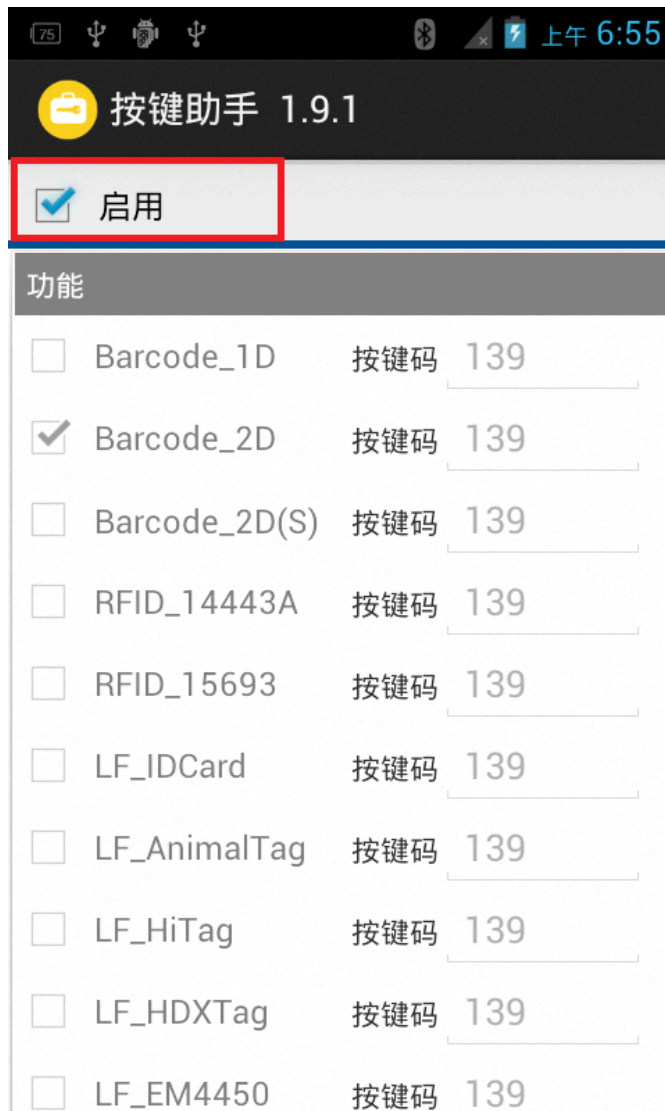 75 上午 6:55
按键助手 1.9.1
启用
功能
Barcode_1D 按键码 139
Barcode_2D 按键码 139
Barcode_2D(S) 按键码 139
RFID_14443A 按键码 139
RFID_15693 按键码 139
LF_IDCard 按键码 139
LF_AnimalTag 按键码 139
LF_HiTag 按键码 139
LF_HDXTag 按键码 139
LF_EM4450 按键码 139